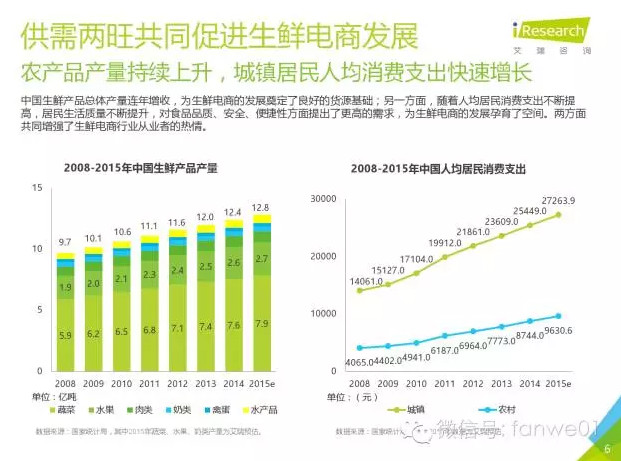 供需两旺共同促进生鲜电商发展
iResearch
艾瑞咨询
农产品产量持续上升，城镇居民人均消费支出快速增长
中国生鲜产品总体产量连年增收，为生鲜电商的发展奠定了良好的货源基础；另一方面，随着人均居民消费支出不断提
高，居民生活质量不断提升，对食品品质、安全、便捷性方面提出了更高的需求，为生鲜电商的发展孕育了空间。两方面
共同增强了生鲜电商行业从业者的热情。
2008-2015年中国生鲜产品产量
15
10
5
0
9.7 10.1 10.6 11.1 11.6 12.0 12.4 12.8
1.9 2.0 2.1 2.3 2.4 2.5 2.6 2.7
5.9 6.2 6.5 6.8 7.1 7.4 7.6 7.9
2008 2009 2010 2011 2012 2013 2014 2015e
单位：亿吨
蔬菜 水果 肉类 奶类 禽蛋 水产品
数据来源：国家统计局，其中2015年蔬菜、水果、奶类产量为艾瑞预估。
2008-2015年中国人均居民消费支出
30000
20000
10000
0
14061.0 15127.0 17104.0 19912.0 21861.0 23609.0 25449.0 27263.9
4065.0 4402.0 4941.0 6187.0 6964.0 7773.0 8744.0 9630.6
2008 2009 2010 2011 2012 2013 2014 2015e
单位：（元）
城镇 农村
数据来源：国家统计局
微信号: fanwe01
6